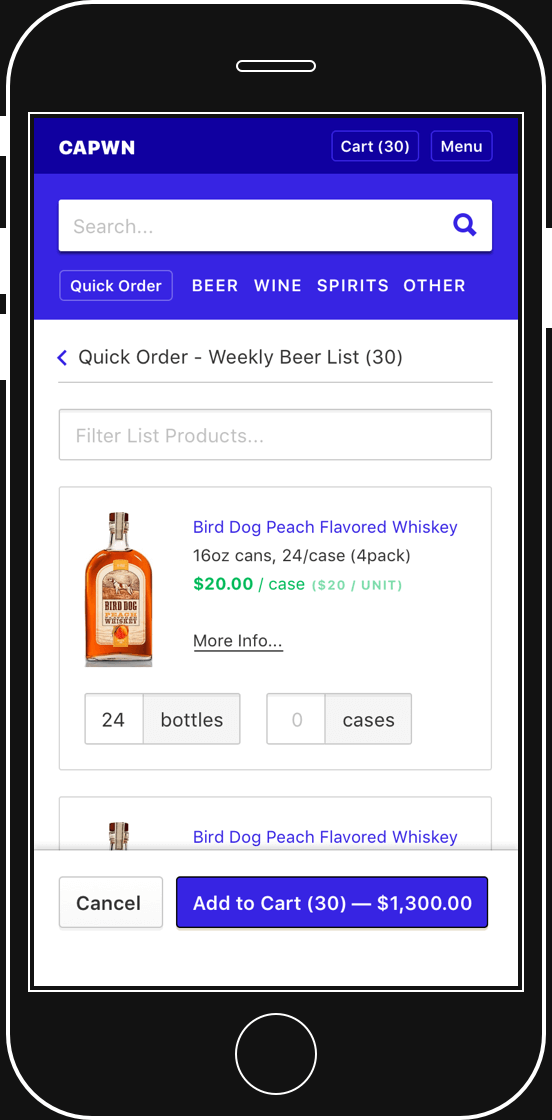 CAPWN
Cart (30)
Menu
Search...
Quick Order
BEER
WINE
SPIRITS
OTHER
Quick Order - Weekly Beer List (30)
Filter List Products...
Bird Dog Peach Flavored Whiskey
16oz cans, 24/case (4pack)
$20.00 / case ($20 / UNIT)
More Info...
BIRD DOG
PEACH
WHISKEY
24 bottles
0 cases
Bird Dog Peach Flavored Whiskey
Cancel
Add to Cart (30) — $1,300.00